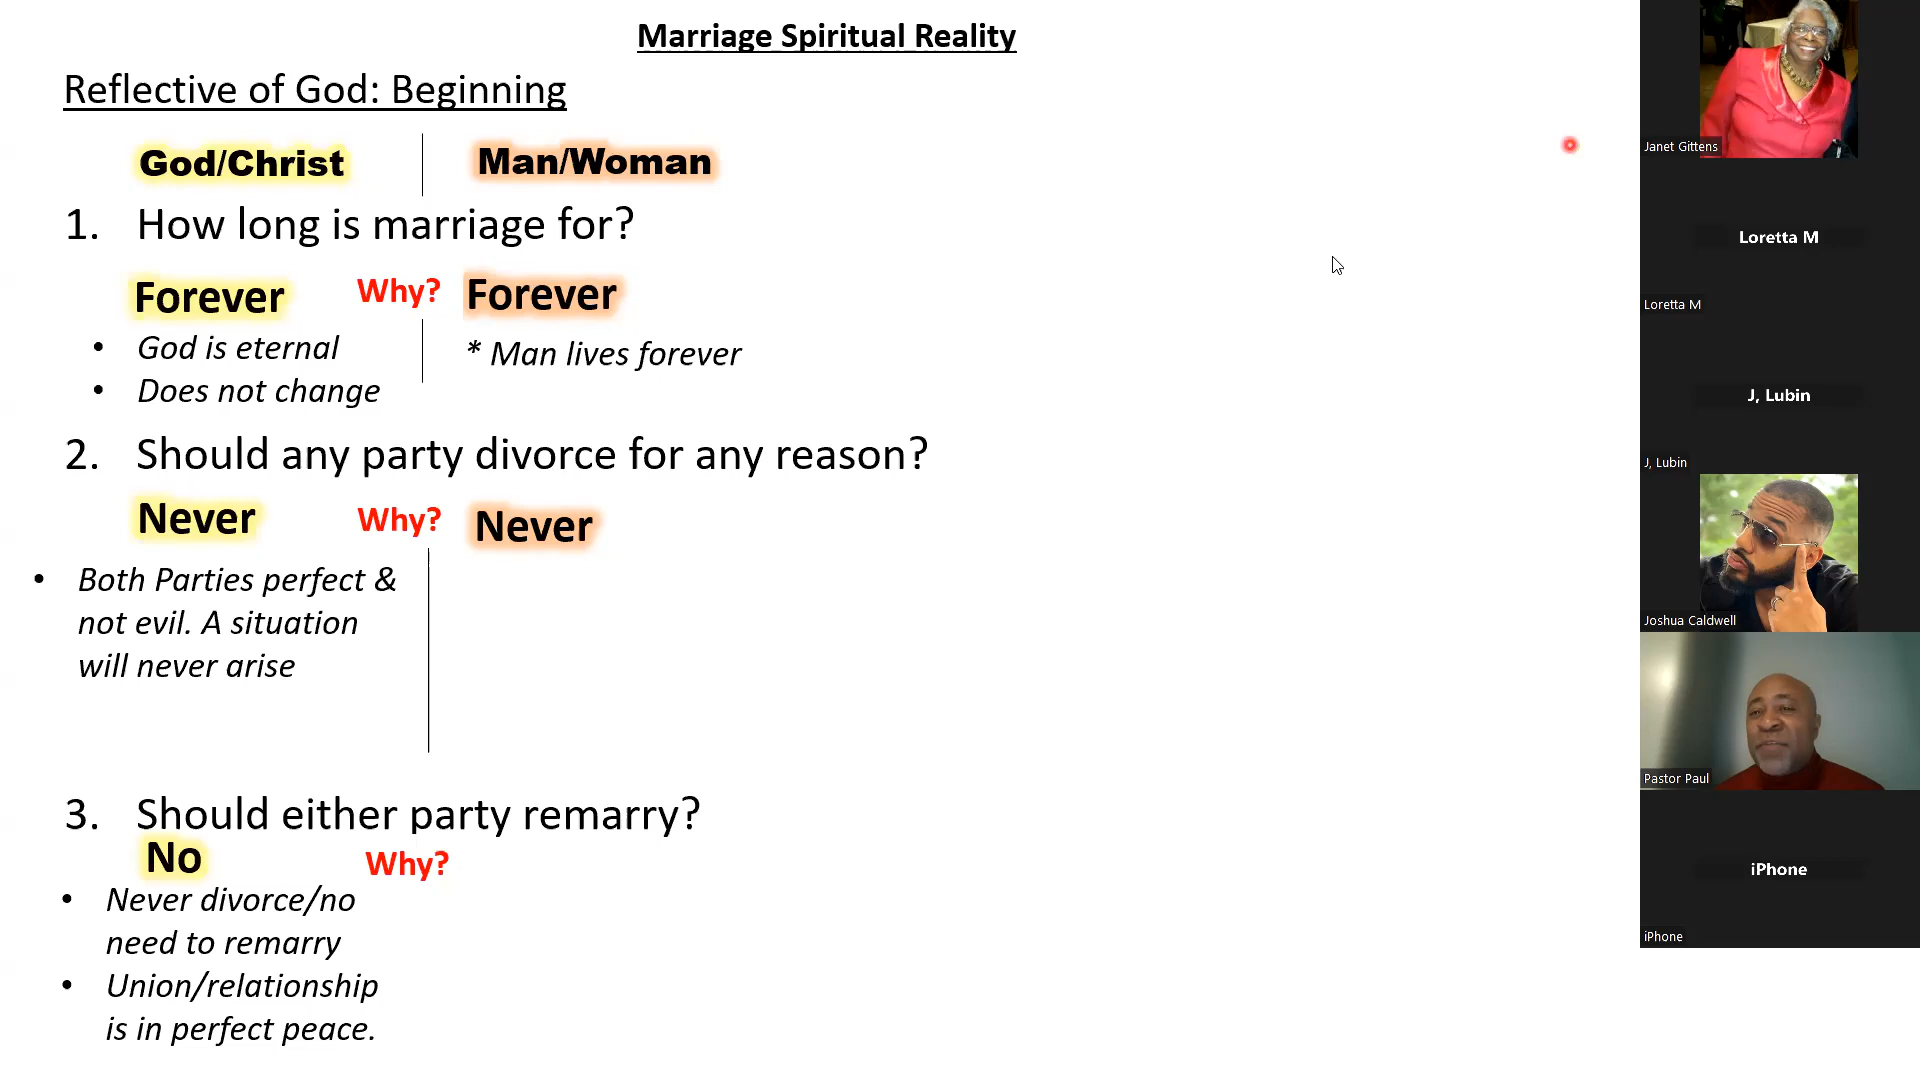 Marriage Spiritual Reality
Reflective of God: Beginning
God/Christ
Man/Woman
1. How long is marriage for?
Forever
Why?
Forever
• God is eternal
• Does not change
* Man lives forever
2. Should any party divorce for any reason?
Never
Why?
Never
• Both Parties perfect &
not evil. A situation
will never arise
3. Should either party remarry?
No
Why?
• Never divorce/no
need to remarry
• Union/relationship
is in perfect peace.
Janet Gittens
Loretta M
Loretta M
J, Lubin
J, Lubin
Joshua Caldwell
Pastor Paul
iPhone
iPhone